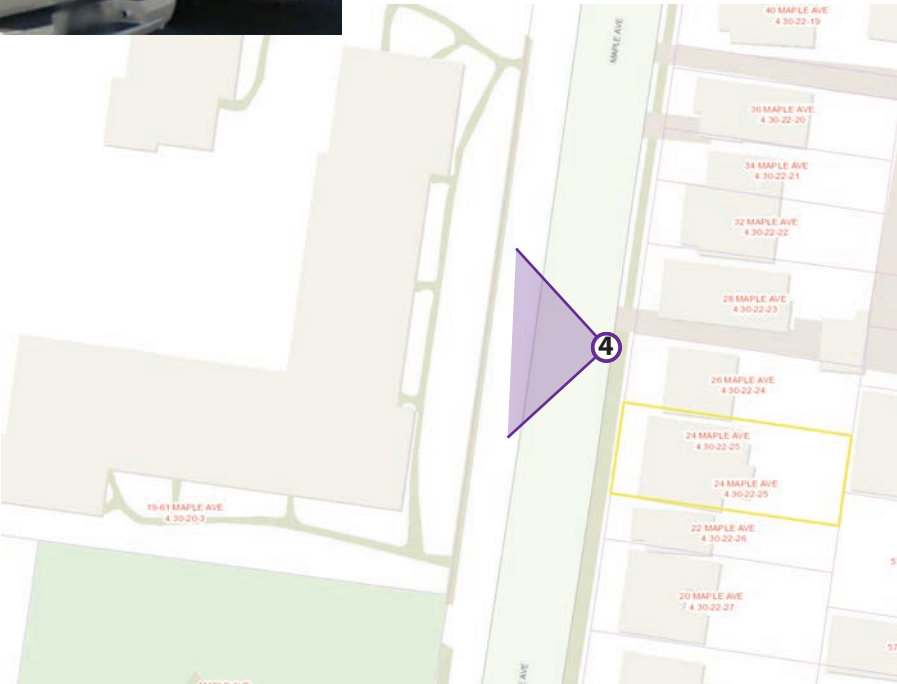 40 MAPLE AVE
4 30-22-19
MAPLE AVE
36 MAPLE AVE
4 30-22-20
34 MAPLE AVE
4 30-22-21
32 MAPLE AVE
4 30-22-22
28 MAPLE AVE
4 30-22-23
4
26 MAPLE AVE
4 30-22-24
24 MAPLE AVE
4 30-22-25
24 MAPLE AVE
4 30-22-25
19-61 MAPLE AVE
4 30-20-3
22 MAPLE AVE
4 30-22-26
20 MAPLE AVE
4 30-22-27
5
57
E AVE